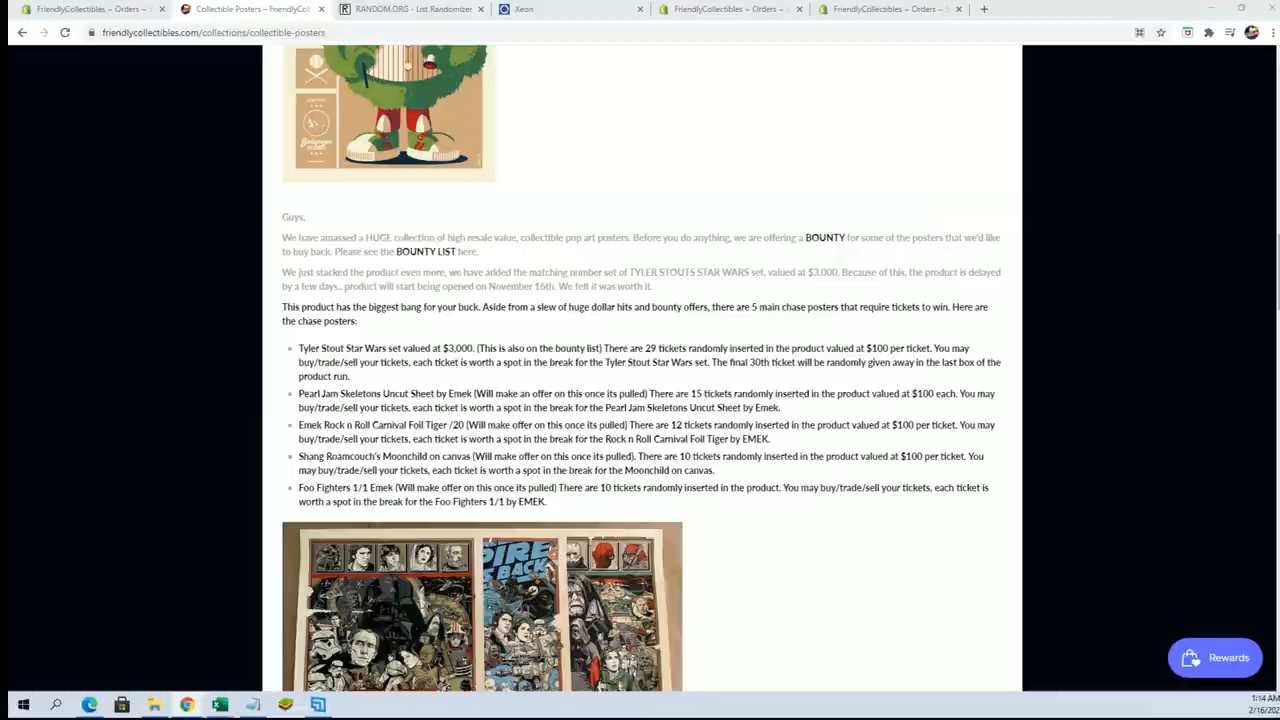 FriendlyCollectibles ~ Orders ~ S
Collectible Posters – FriendlyCol
RANDOM.ORG - List Randomizer
Xeon
FriendlyCollectibles ~ Orders ~ S
FriendlyCollectibles ~ Orders ~ S
friendlycollectibles.com/collections/collectible-posters
Guys,
We have amassed a HUGE collection of high resale value, collectible pop art posters. Before you do anything, we are offering a BOUNTY for some of the posters that we'd like
to buy back. Please see the BOUNTY LIST here.
We just stacked the product even more, we have added the matching number set of TYLER STOUTS STAR WARS set, valued at $3,000. Because of this, the product is delayed
by a few days.. product will start being opened on November 16th. We felt it was worth it.
This product has the biggest bang for your buck. Aside from a slew of huge dollar hits and bounty offers, there are 5 main chase posters that require tickets to win. Here are
the chase posters:
Tyler Stout Star Wars set valued at $3,000. (This is also on the bounty list) There are 29 tickets randomly inserted in the product valued at $100 per ticket. You may
buy/trade/sell your tickets, each ticket is worth a spot in the break for the Tyler Stout Star Wars set. The final 30th ticket will be randomly given away in the last box of the
product run.
Pearl Jam Skeletons Uncut Sheet by Emek (Will make an offer on this once its pulled) There are 15 tickets randomly inserted in the product valued at $100 each. You may
buy/trade/sell your tickets, each ticket is worth a spot in the break for the Pearl Jam Skeletons Uncut Sheet by Emek.
Emek Rock n Roll Carnival Foil Tiger /20 (Will make offer on this once its pulled) There are 12 tickets randomly inserted in the product valued at $100 per ticket. You may
buy/trade/sell your tickets, each ticket is worth a spot in the break for the Rock n Roll Carnival Foil Tiger by EMEK.
Shang Roamcouch's Moonchild on canvas (Will make offer on this once its pulled). There are 10 tickets randomly inserted in the product valued at $100 per ticket. You
may buy/trade/sell your tickets, each ticket is worth a spot in the break for the Moonchild on canvas.
Foo Fighters 1/1 Emek (Will make offer on this once its pulled) There are 10 tickets randomly inserted in the product. You may buy/trade/sell your tickets, each ticket is
worth a spot in the break for the Foo Fighters 1/1 by EMEK.
PIRE
S BACK
Rewards
1:14 AM
2/16/202